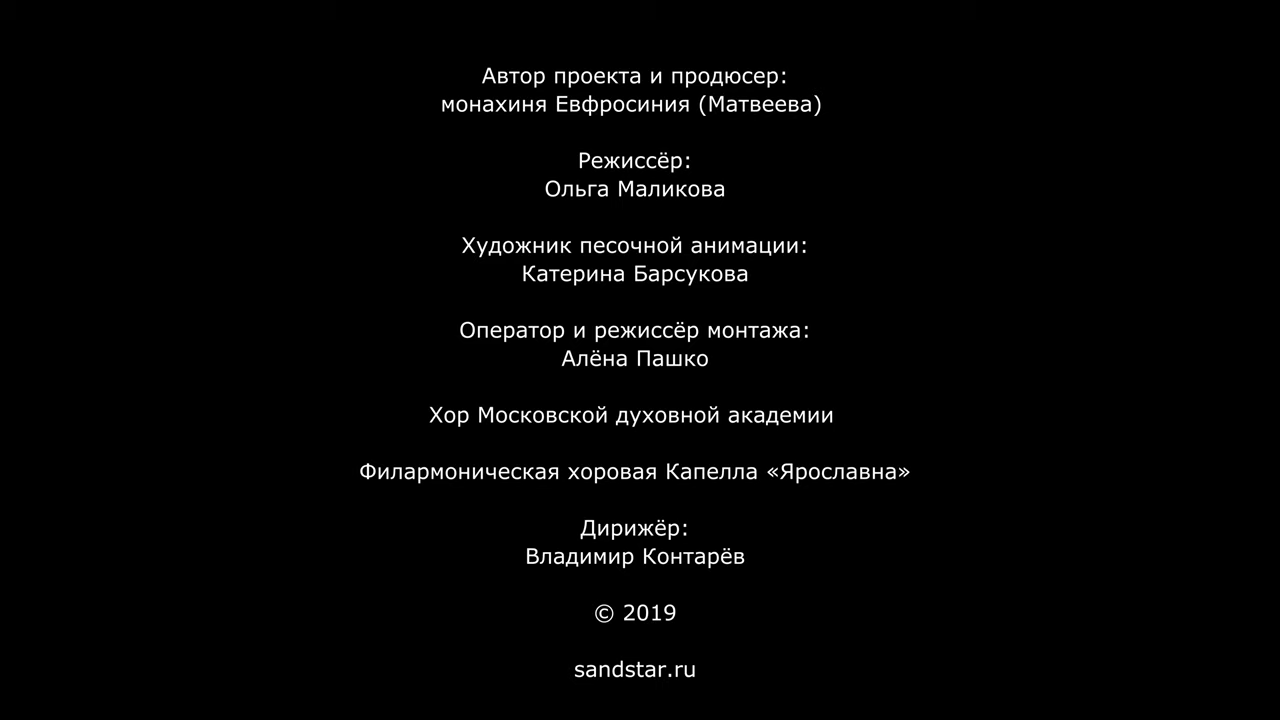 Автор проекта и продюсер:
монахиня Евфросиния (Матвеева)
Режиссёр:
Ольга Маликова
Художник песочной анимации:
Катерина Барсукова
Оператор и режиссёр монтажа:
Алёна Пашко
Хор Московской духовной академии
Филармоническая хоровая Капелла «Ярославна»
Дирижёр:
Владимир Контарёв
© 2019
sandstar.ru